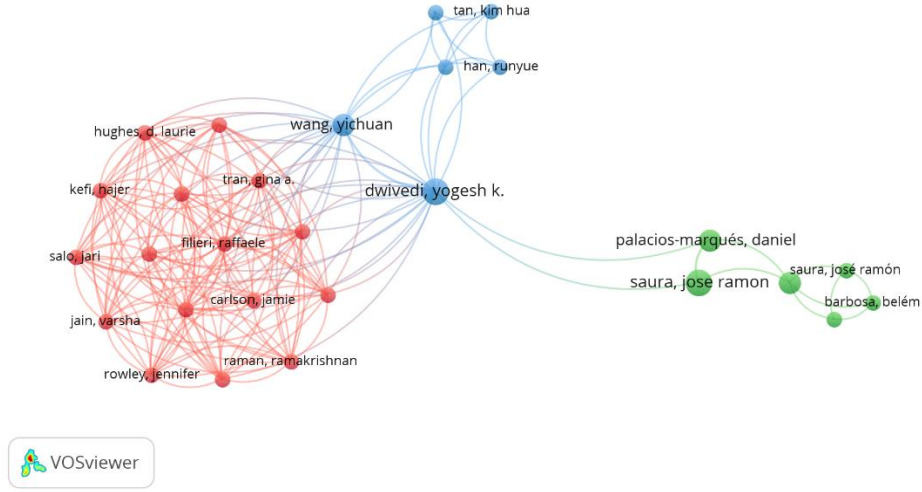 tan, kim hua
han, runyue
wang, yichuan
hughes, d. laurie
tran, gina a.
kefi, hajer
dwivedi, yogesh k.
filieri, raffaele
salo, jari
palacios-marqués, daniel
saura, josé ramón
saura, jose ramon
carlson, jamie
barbosa, belém
jain, varsha
raman, ramakrishnan
rowley, jennifer
VOSviewer